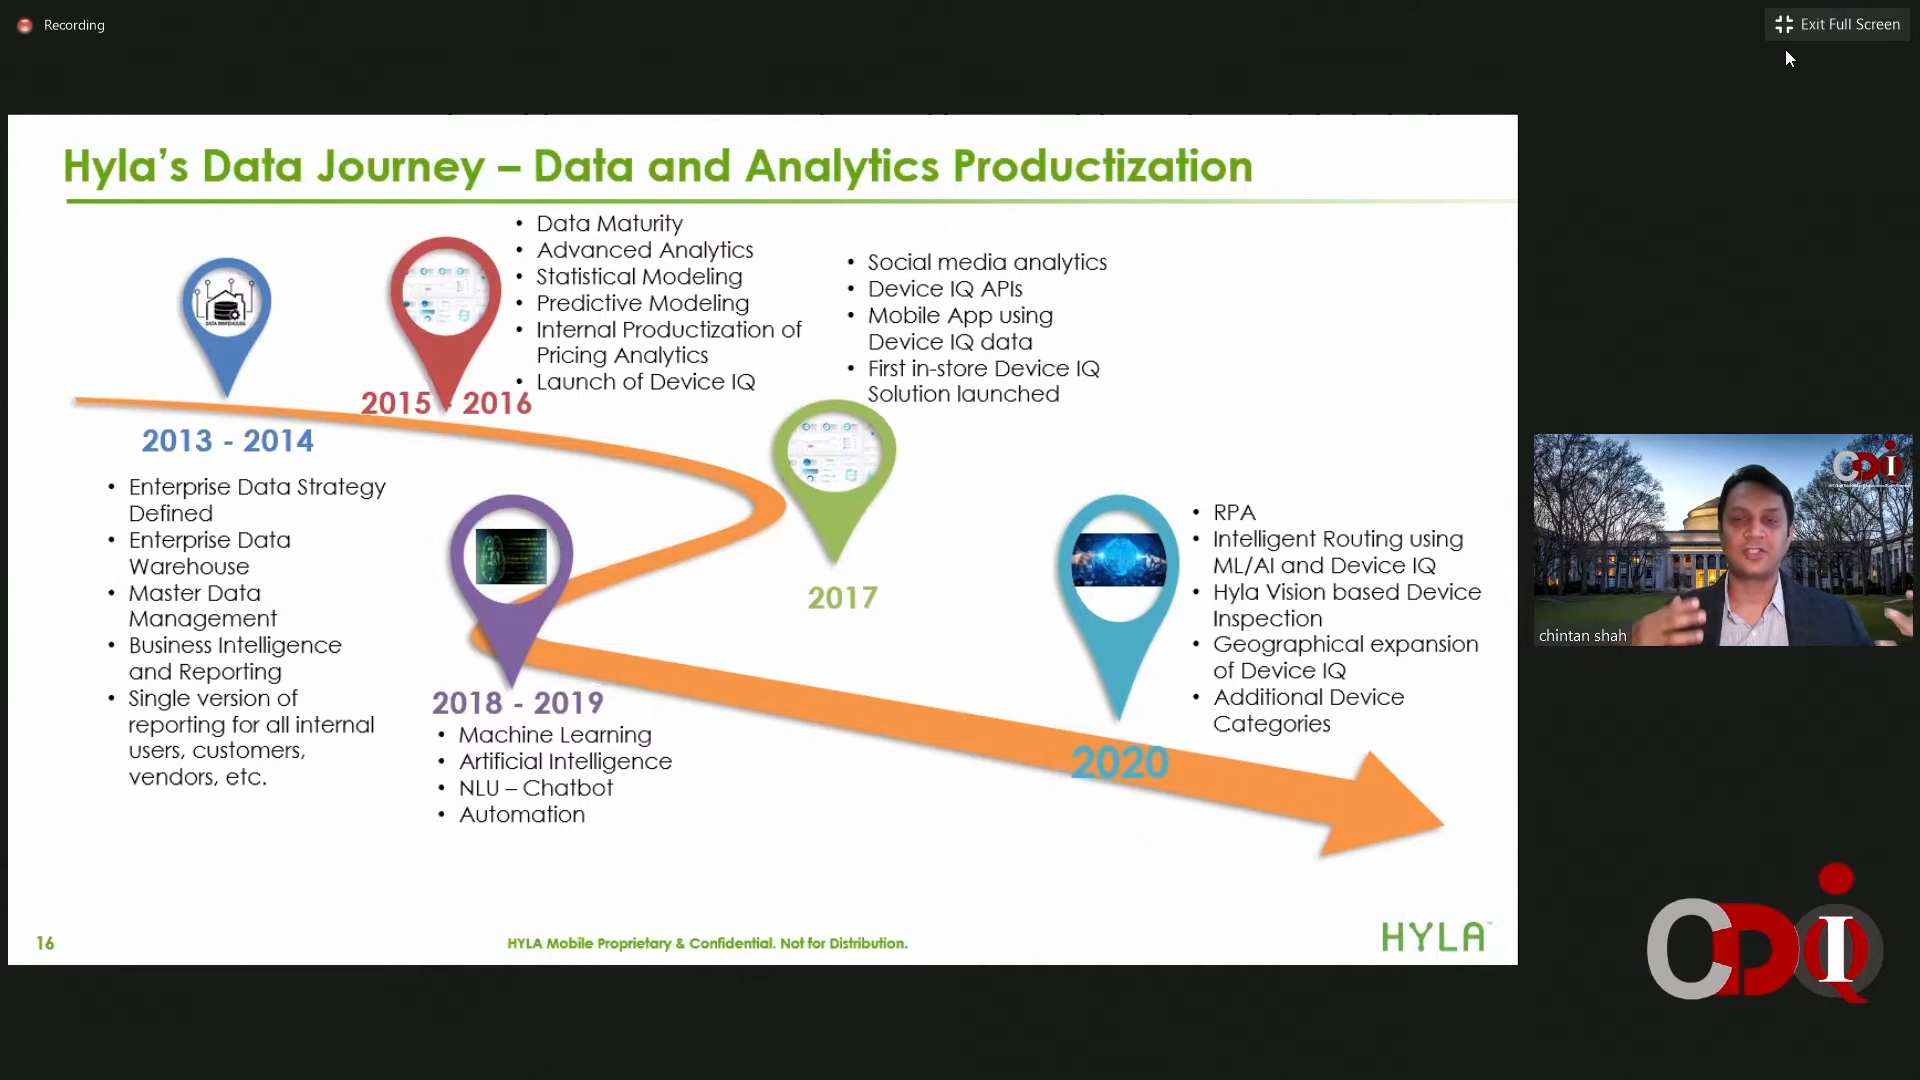 Recording
Exit Full Screen
Hyla's Data Journey – Data and Analytics Productization
DATA WAREHOUSE
2013 - 2014
• Enterprise Data Strategy
Defined
• Enterprise Data
Warehouse
• Master Data
Management
• Business Intelligence
and Reporting
• Single version of
reporting for all internal
users, customers,
vendors, etc.
2015 - 2016
• Data Maturity
• Advanced Analytics
• Statistical Modeling
• Predictive Modeling
• Internal Productization of
Pricing Analytics
• Launch of Device IQ
• Social media analytics
• Device IQ APIs
• Mobile App using
Device IQ data
• First in-store Device IQ
Solution launched
2017
2018 - 2019
• Machine Learning
• Artificial Intelligence
• NLU – Chatbot
• Automation
• RPA
• Intelligent Routing using
ML/AI and Device IQ
• Hyla Vision based Device
Inspection
• Geographical expansion
of Device IQ
• Additional Device
Categories
2020
16
HYLA Mobile Proprietary & Confidential. Not for Distribution.
HYLA™
CDIQ
chintan shah
CDIQ